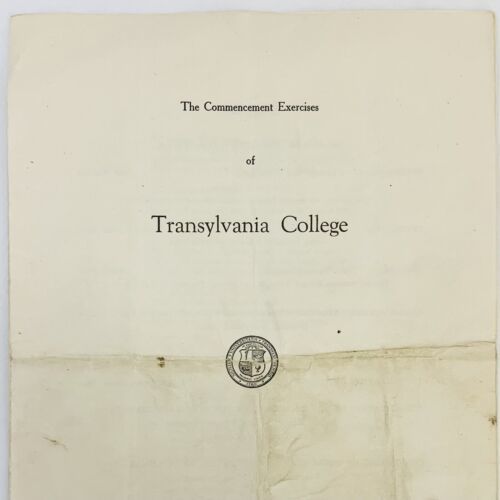 The Commencement Exercises
of
Transylvania College